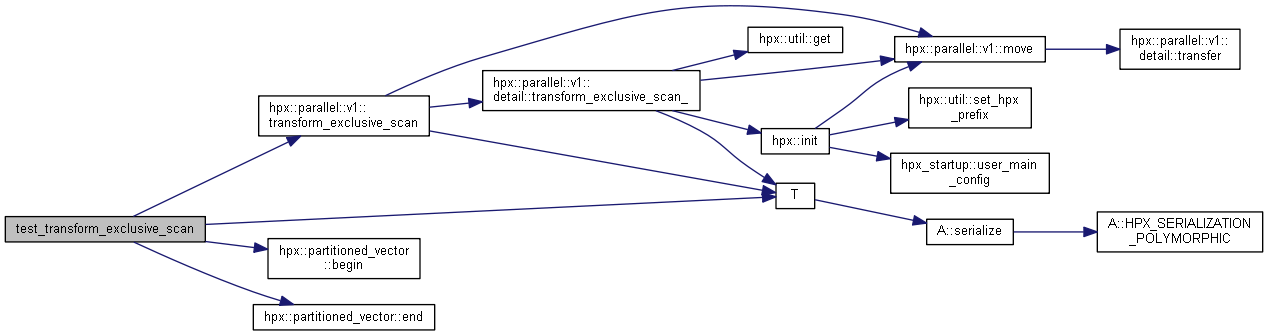 test_transform_exclusive_scan
hpx::parallel::v1::
transform_exclusive_scan
hpx::partitioned_vector
::begin
hpx::partitioned_vector::end
hpx::parallel::v1::
detail::transform_exclusive_scan_
hpx::util::get
hpx::init
T
hpx::parallel::v1::move
hpx::util::set_hpx
_prefix
hpx_startup::user_main
_config
A::serialize
hpx::parallel::v1::
detail::transfer
A::HPX_SERIALIZATION
_POLYMORPHIC